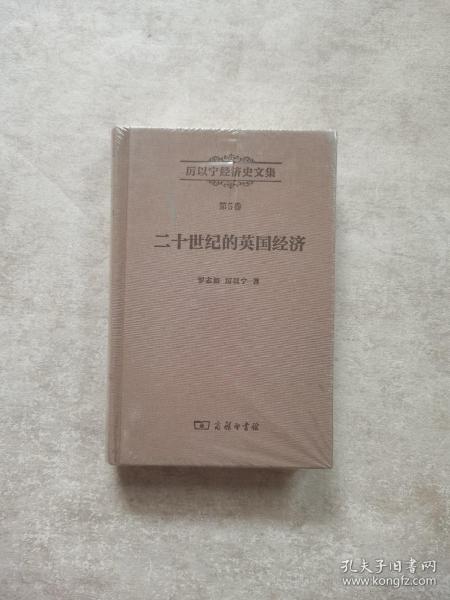 厉以宁经济史文集
第5卷
二十世纪的英国经济
罗志如 厉以宁 著
商务印书馆
孔夫子旧书网
www.kongfz.com